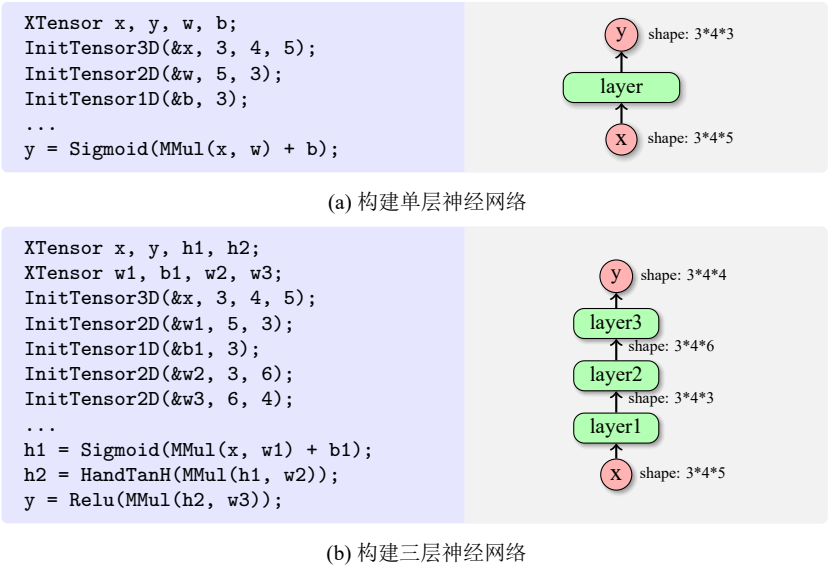 XTensor x, y, w, b;
InitTensor3D(&x, 3, 4, 5);
InitTensor2D(&w, 5, 3);
InitTensor1D(&b, 3);
...
y = Sigmoid(MMul(x, w) + b);
y shape: 3*4*3
layer
x shape: 3*4*5
(a) 构建单层神经网络
XTensor x, y, h1, h2;
XTensor w1, b1, w2, w3;
InitTensor3D(&x, 3, 4, 5);
InitTensor2D(&w1, 5, 3);
InitTensor1D(&b1, 3);
InitTensor2D(&w2, 3, 6);
InitTensor2D(&w3, 6, 4);
...
h1 = Sigmoid(MMul(x, w1) + b1);
h2 = HandTanH(MMul(h1, w2));
y = Relu(MMul(h2, w3));
y shape: 3*4*4
layer3
shape: 3*4*6
layer2
shape: 3*4*3
layer1
x shape: 3*4*5
(b) 构建三层神经网络